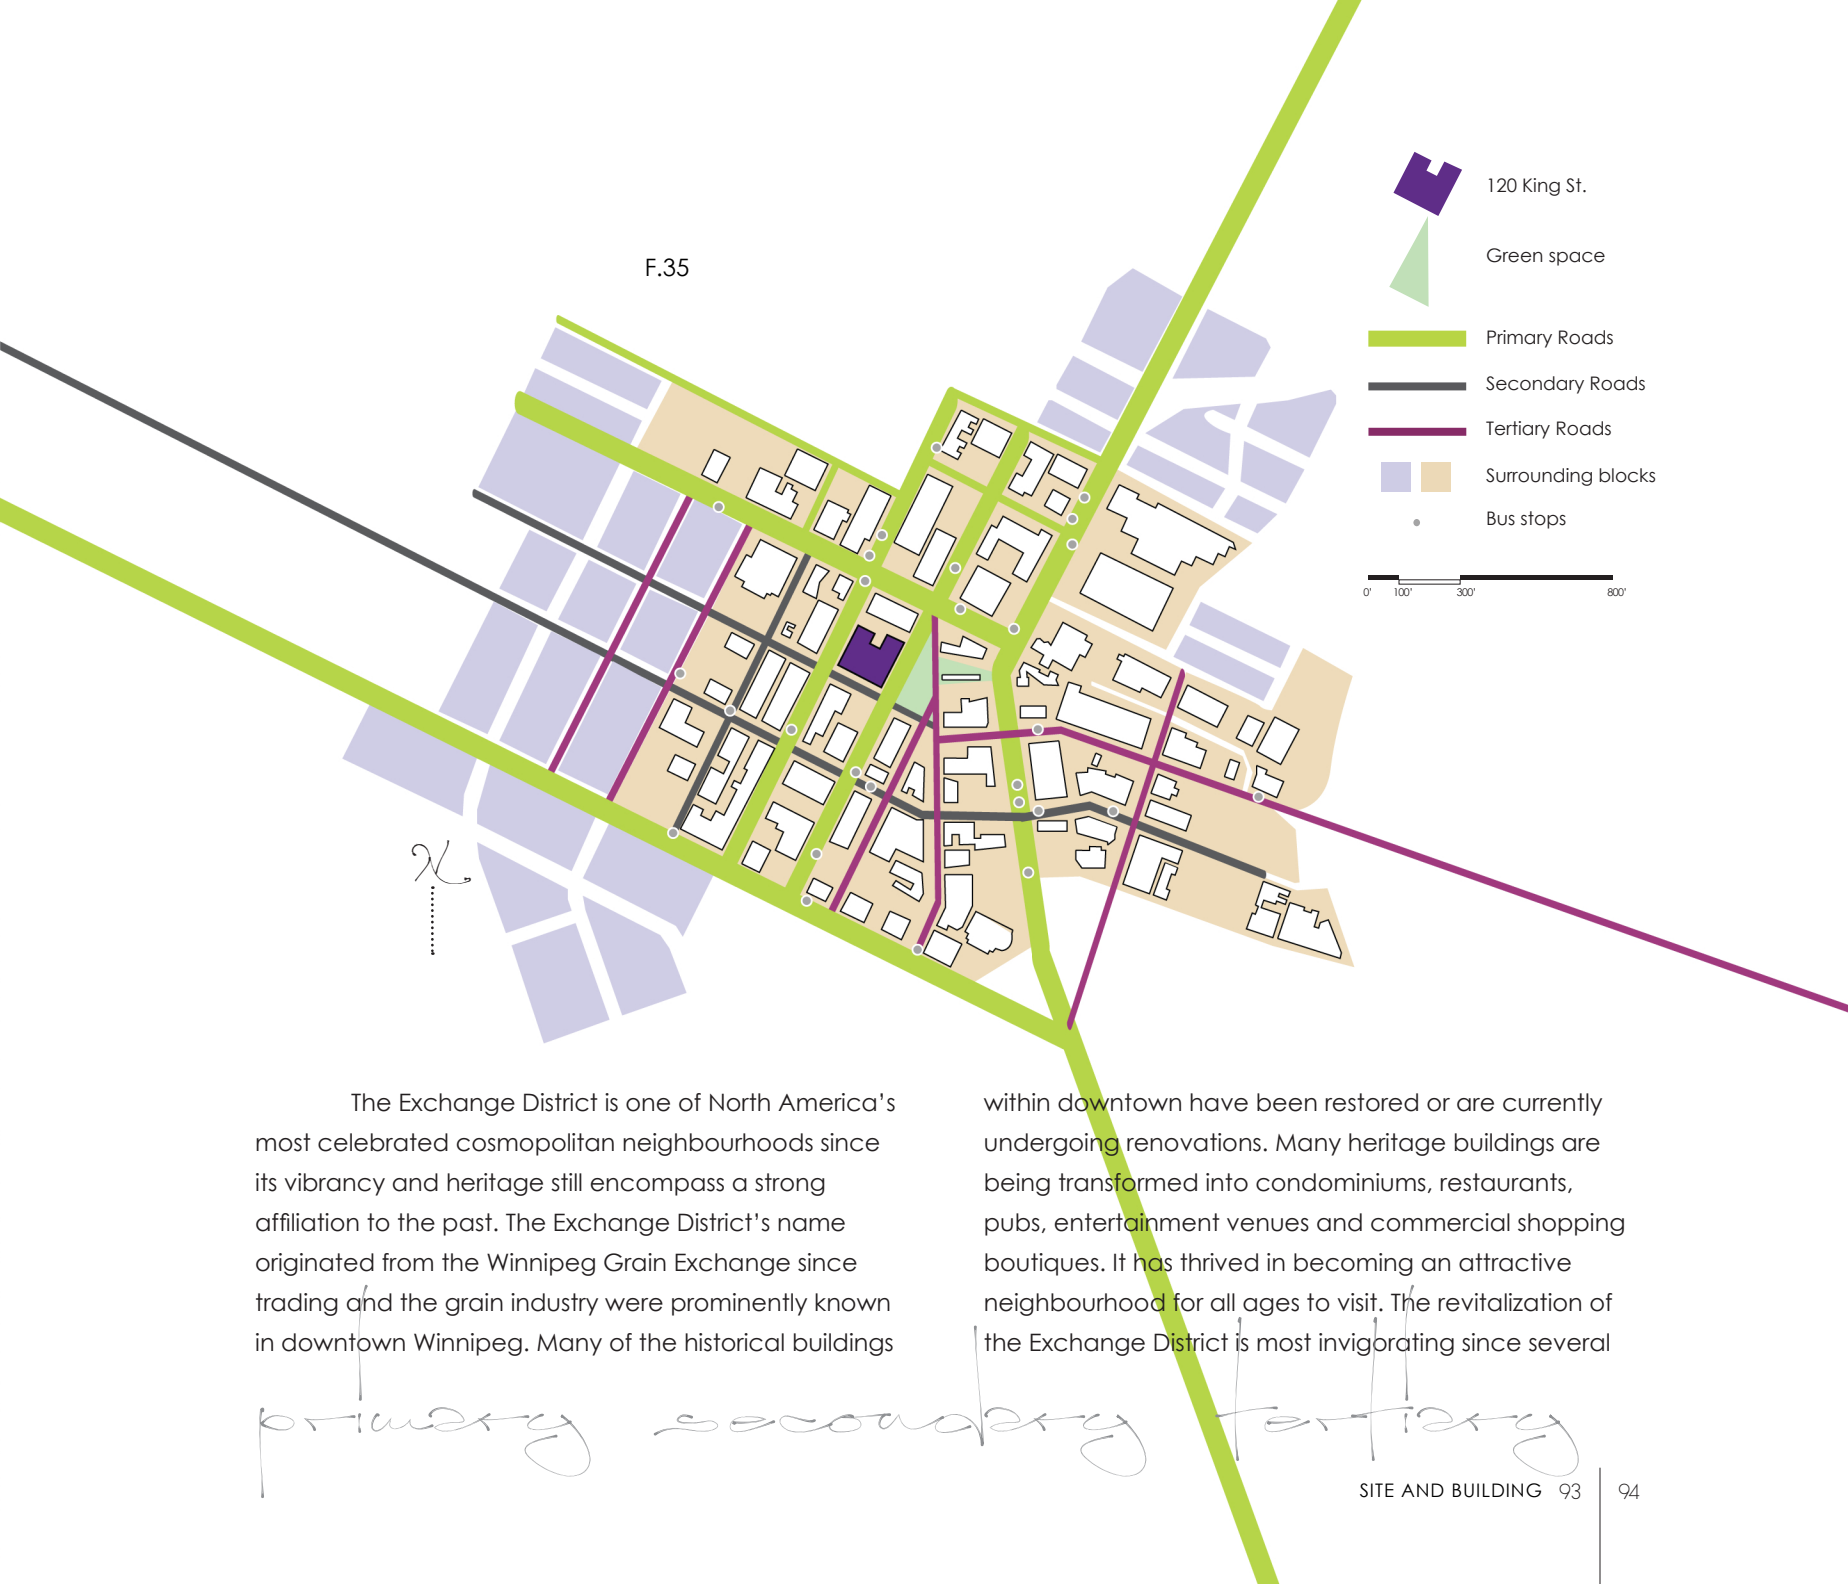 F.35
120 King St.
Green space
Primary Roads
Secondary Roads
Tertiary Roads
Surrounding blocks
Bus stops
0' 100' 300' 800'
N
The Exchange District is one of North America's
most celebrated cosmopolitan neighbourhoods since
its vibrancy and heritage still encompass a strong
affiliation to the past. The Exchange District's name
originated from the Winnipeg Grain Exchange since
trading and the grain industry were prominently known
in downtown Winnipeg. Many of the historical buildings
within downtown have been restored or are currently
undergoing renovations. Many heritage buildings are
being transformed into condominiums, restaurants,
pubs, entertainment venues and commercial shopping
boutiques. It has thrived in becoming an attractive
neighbourhood for all ages to visit. The revitalization of
the Exchange District is most invigorating since several
primary secondary tertiary
SITE AND BUILDING 93 94